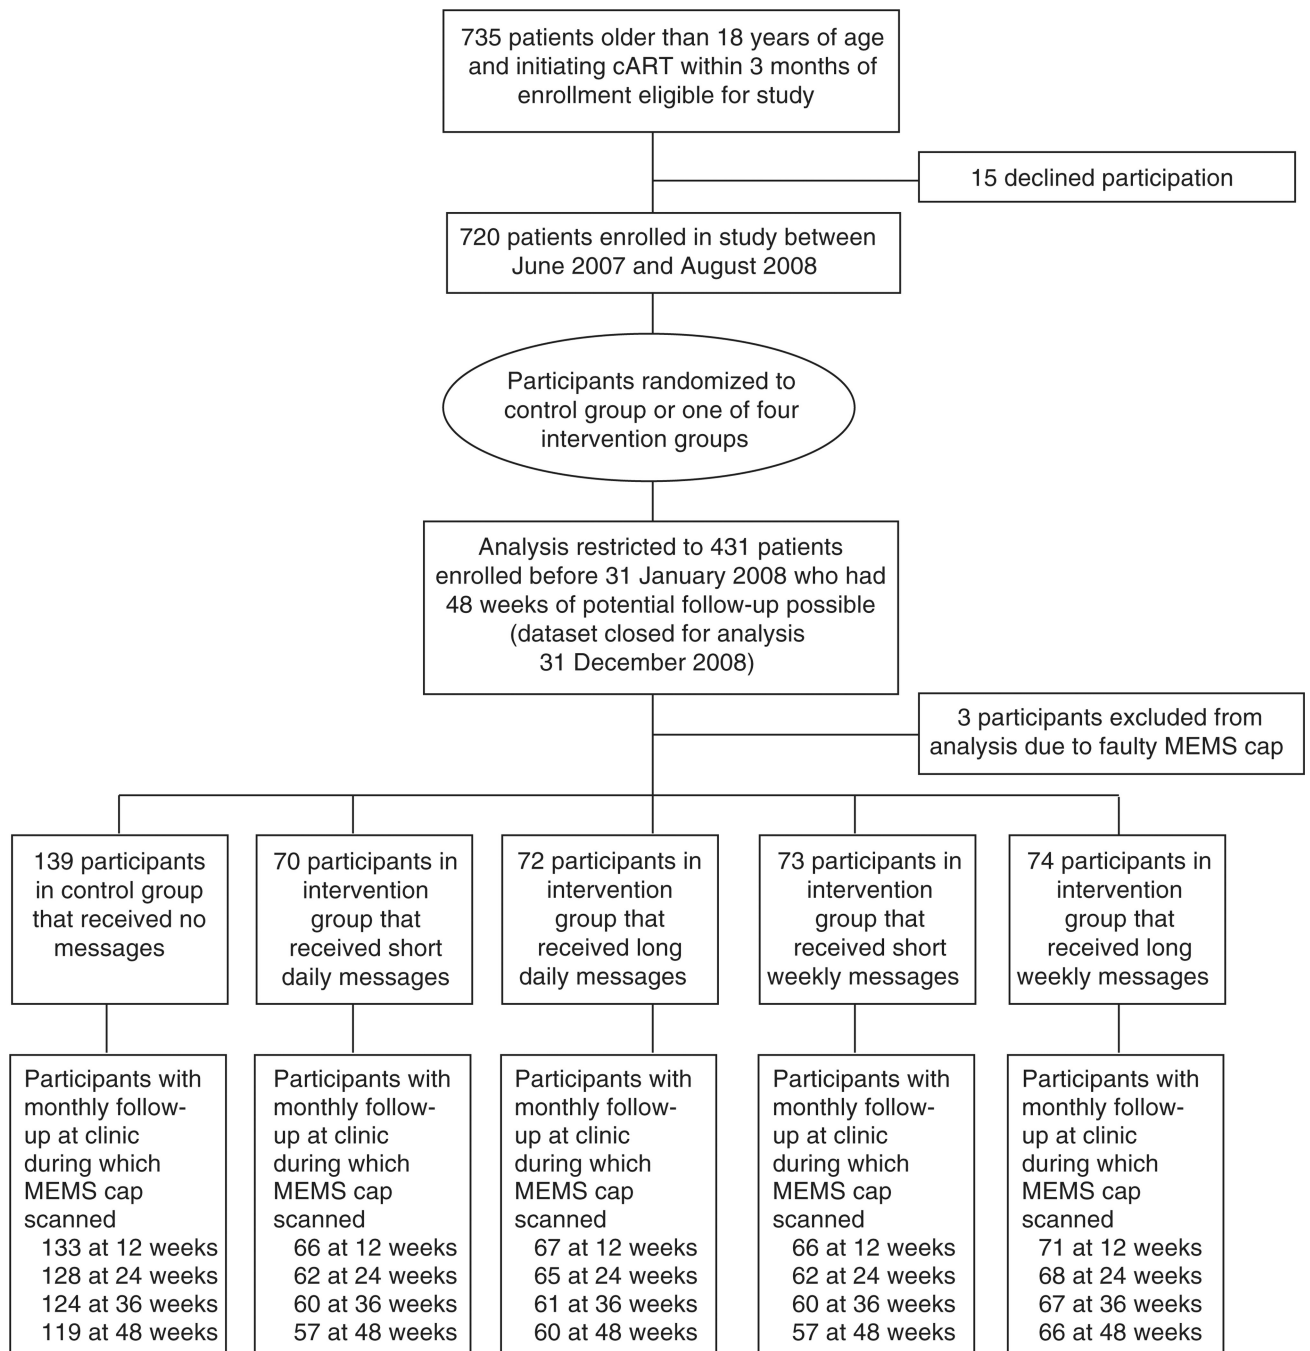 735 patients older than 18 years of age
and initiating cART within 3 months of
enrollment eligible for study
15 declined participation
720 patients enrolled in study between
June 2007 and August 2008
Participants randomized to
control group or one of four
intervention groups
Analysis restricted to 431 patients
enrolled before 31 January 2008 who had
48 weeks of potential follow-up possible
(dataset closed for analysis
31 December 2008)
3 participants excluded from
analysis due to faulty MEMS cap
139 participants
in control group
that received no
messages
70 participants in
intervention
group that
received short
daily messages
72 participants in
intervention
group that
received long
daily messages
73 participants in
intervention
group that
received short
weekly messages
74 participants in
intervention
group that
received long
weekly messages
Participants with
monthly follow-
up at clinic
during which
MEMS cap
scanned
133 at 12 weeks
128 at 24 weeks
124 at 36 weeks
119 at 48 weeks
Participants with
monthly follow-
up at clinic
during which
MEMS cap
scanned
66 at 12 weeks
62 at 24 weeks
60 at 36 weeks
57 at 48 weeks
Participants with
monthly follow-
up at clinic
during which
MEMS cap
scanned
67 at 12 weeks
65 at 24 weeks
61 at 36 weeks
60 at 48 weeks
Participants with
monthly follow-
up at clinic
during which
MEMS cap
scanned
66 at 12 weeks
62 at 24 weeks
60 at 36 weeks
57 at 48 weeks
Participants with
monthly follow-
up at clinic
during which
MEMS cap
scanned
71 at 12 weeks
68 at 24 weeks
67 at 36 weeks
66 at 48 weeks